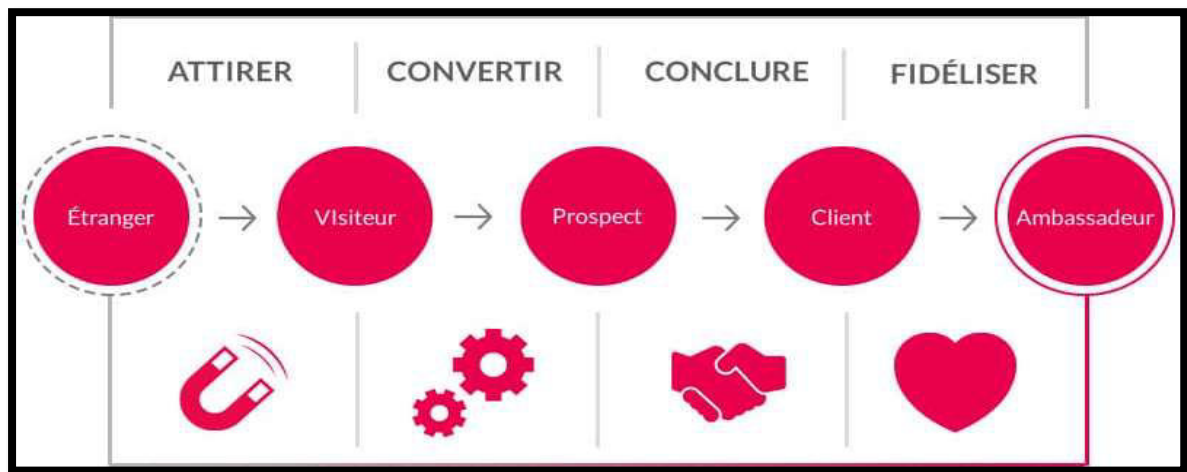 ATTIRER CONVERTIR CONCLURE FIDÉLISER
Étranger VIsiteur Prospect Client Ambassadeur